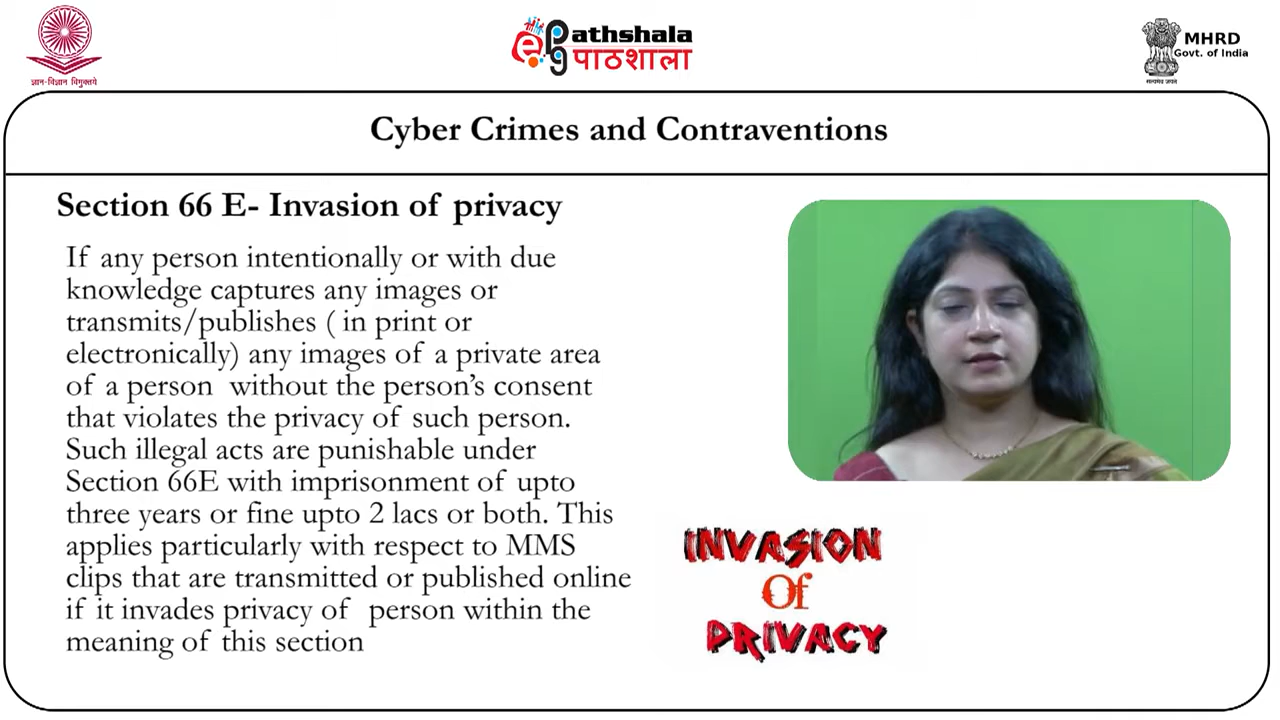 ज्ञान-विज्ञान विमुक्तये
epg
Pathshala
पाठशाला
MHRD
Govt. of India
सत्यमेव जयते
Cyber Crimes and Contraventions
Section 66 E- Invasion of privacy
If any person intentionally or with due
knowledge captures any images or
transmits/publishes ( in print or
electronically) any images of a private area
of a person without the person's consent
that violates the privacy of such person.
Such illegal acts are punishable under
Section 66E with imprisonment of upto
three years or fine upto 2 lacs or both. This
applies particularly with respect to MMS
clips that are transmitted or published online
if it invades privacy of person within the
meaning of this section
INVASION
Of
PRIVACY